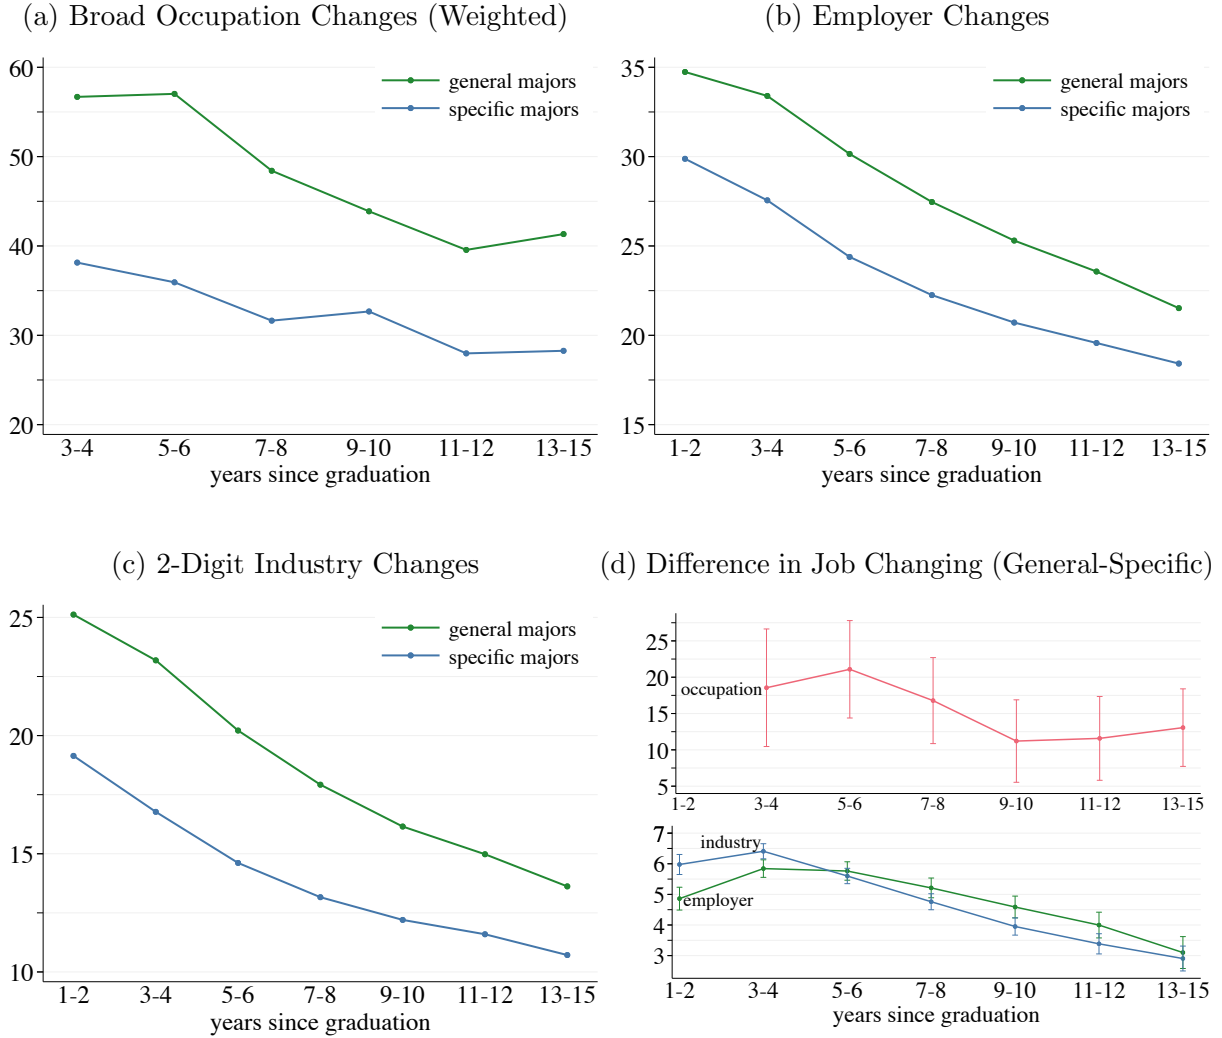 (a) Broad Occupation Changes (Weighted)
60
50
40
30
20
general majors
specific majors
3-4 5-6 7-8 9-10 11-12 13-15
years since graduation
(b) Employer Changes
35
30
25
20
15
general majors
specific majors
1-2 3-4 5-6 7-8 9-10 11-12 13-15
years since graduation
(c) 2-Digit Industry Changes
25
20
15
10
general majors
specific majors
1-2 3-4 5-6 7-8 9-10 11-12 13-15
years since graduation
(d) Difference in Job Changing (General-Specific)
25
20
15
10
5
occupation
1-2 3-4 5-6 7-8 9-10 11-12 13-15
7
6
5
4
3
industry
employer
1-2 3-4 5-6 7-8 9-10 11-12 13-15
years since graduation